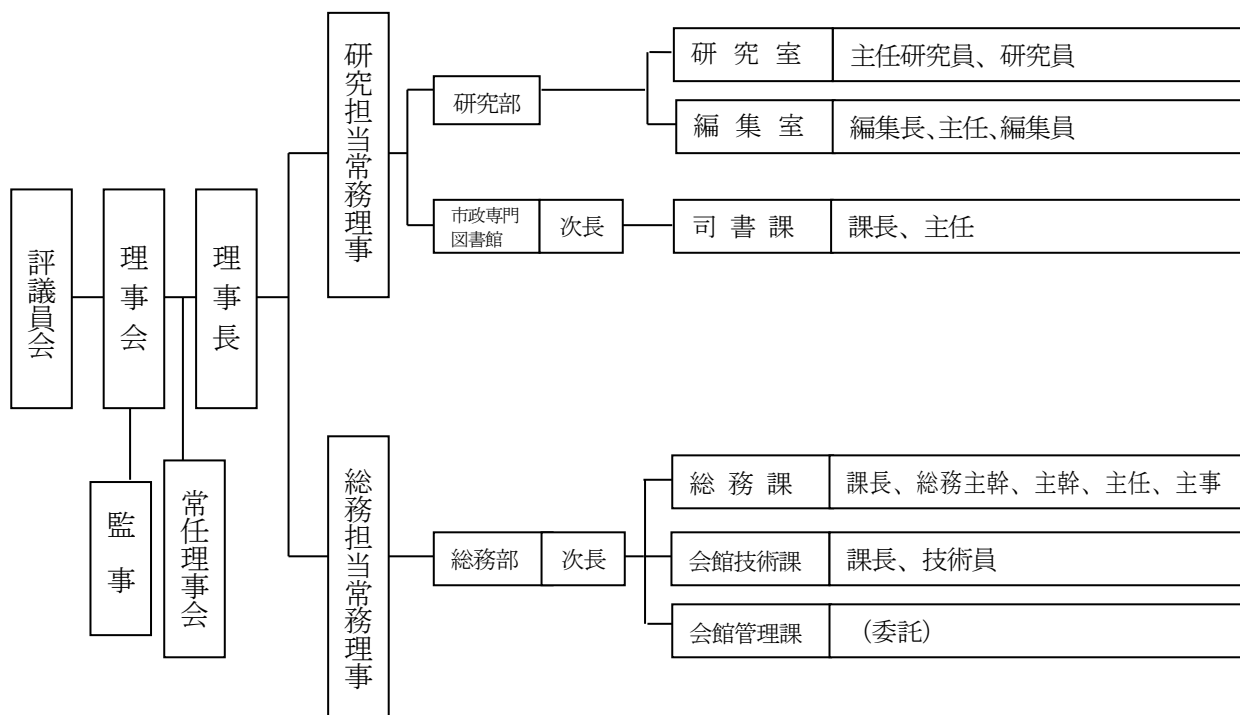 評議員会
理事会
監事
常任理事会
理事長
研究担当常務理事
研究部
研究室 主任研究員、研究員
編集室 編集長、主任、編集員
市政専門
図書館
次長
司書課 課長、主任
総務担当常務理事
総務部 次長
総務課 課長、総務主幹、主幹、主任、主事
会館技術課 課長、技術員
会館管理課 （委託）